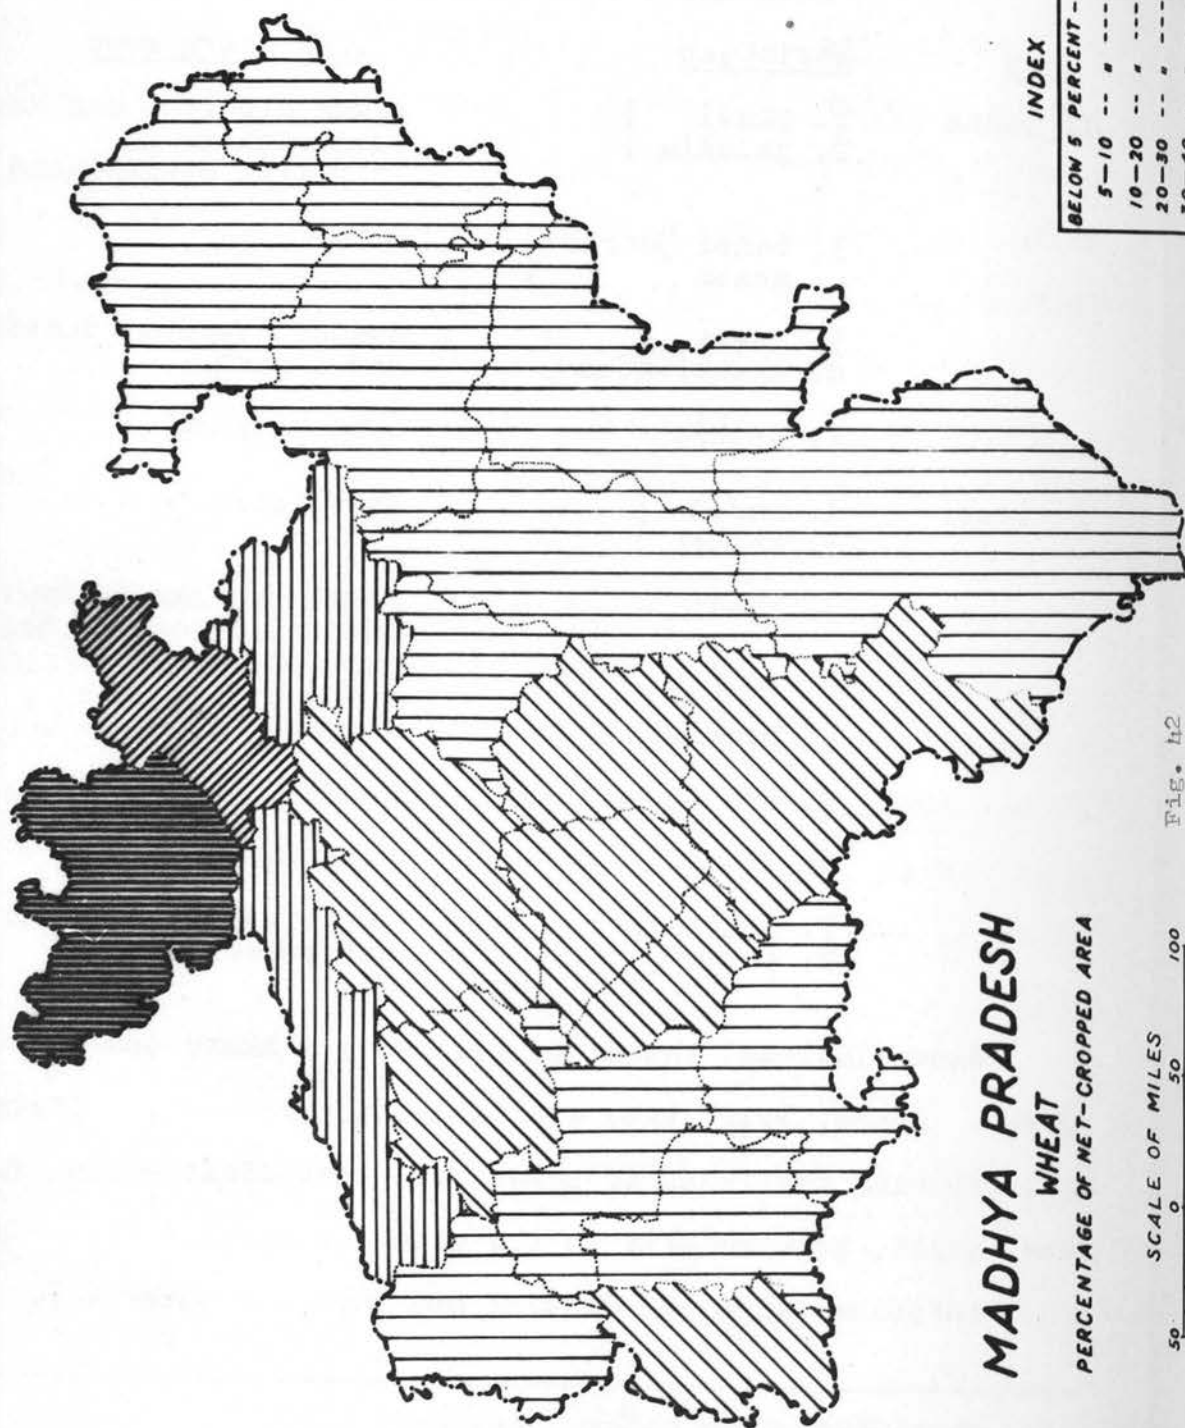 MADHYA PRADESH
WHEAT
PERCENTAGE OF NET-CROPPED AREA
SCALE OF MILES
50 0 50 100
Fig. 42
INDEX
BELOW 5 PERCENT -
5-10 -- " ----
10-20 -- " ----
20-30 -- " ----